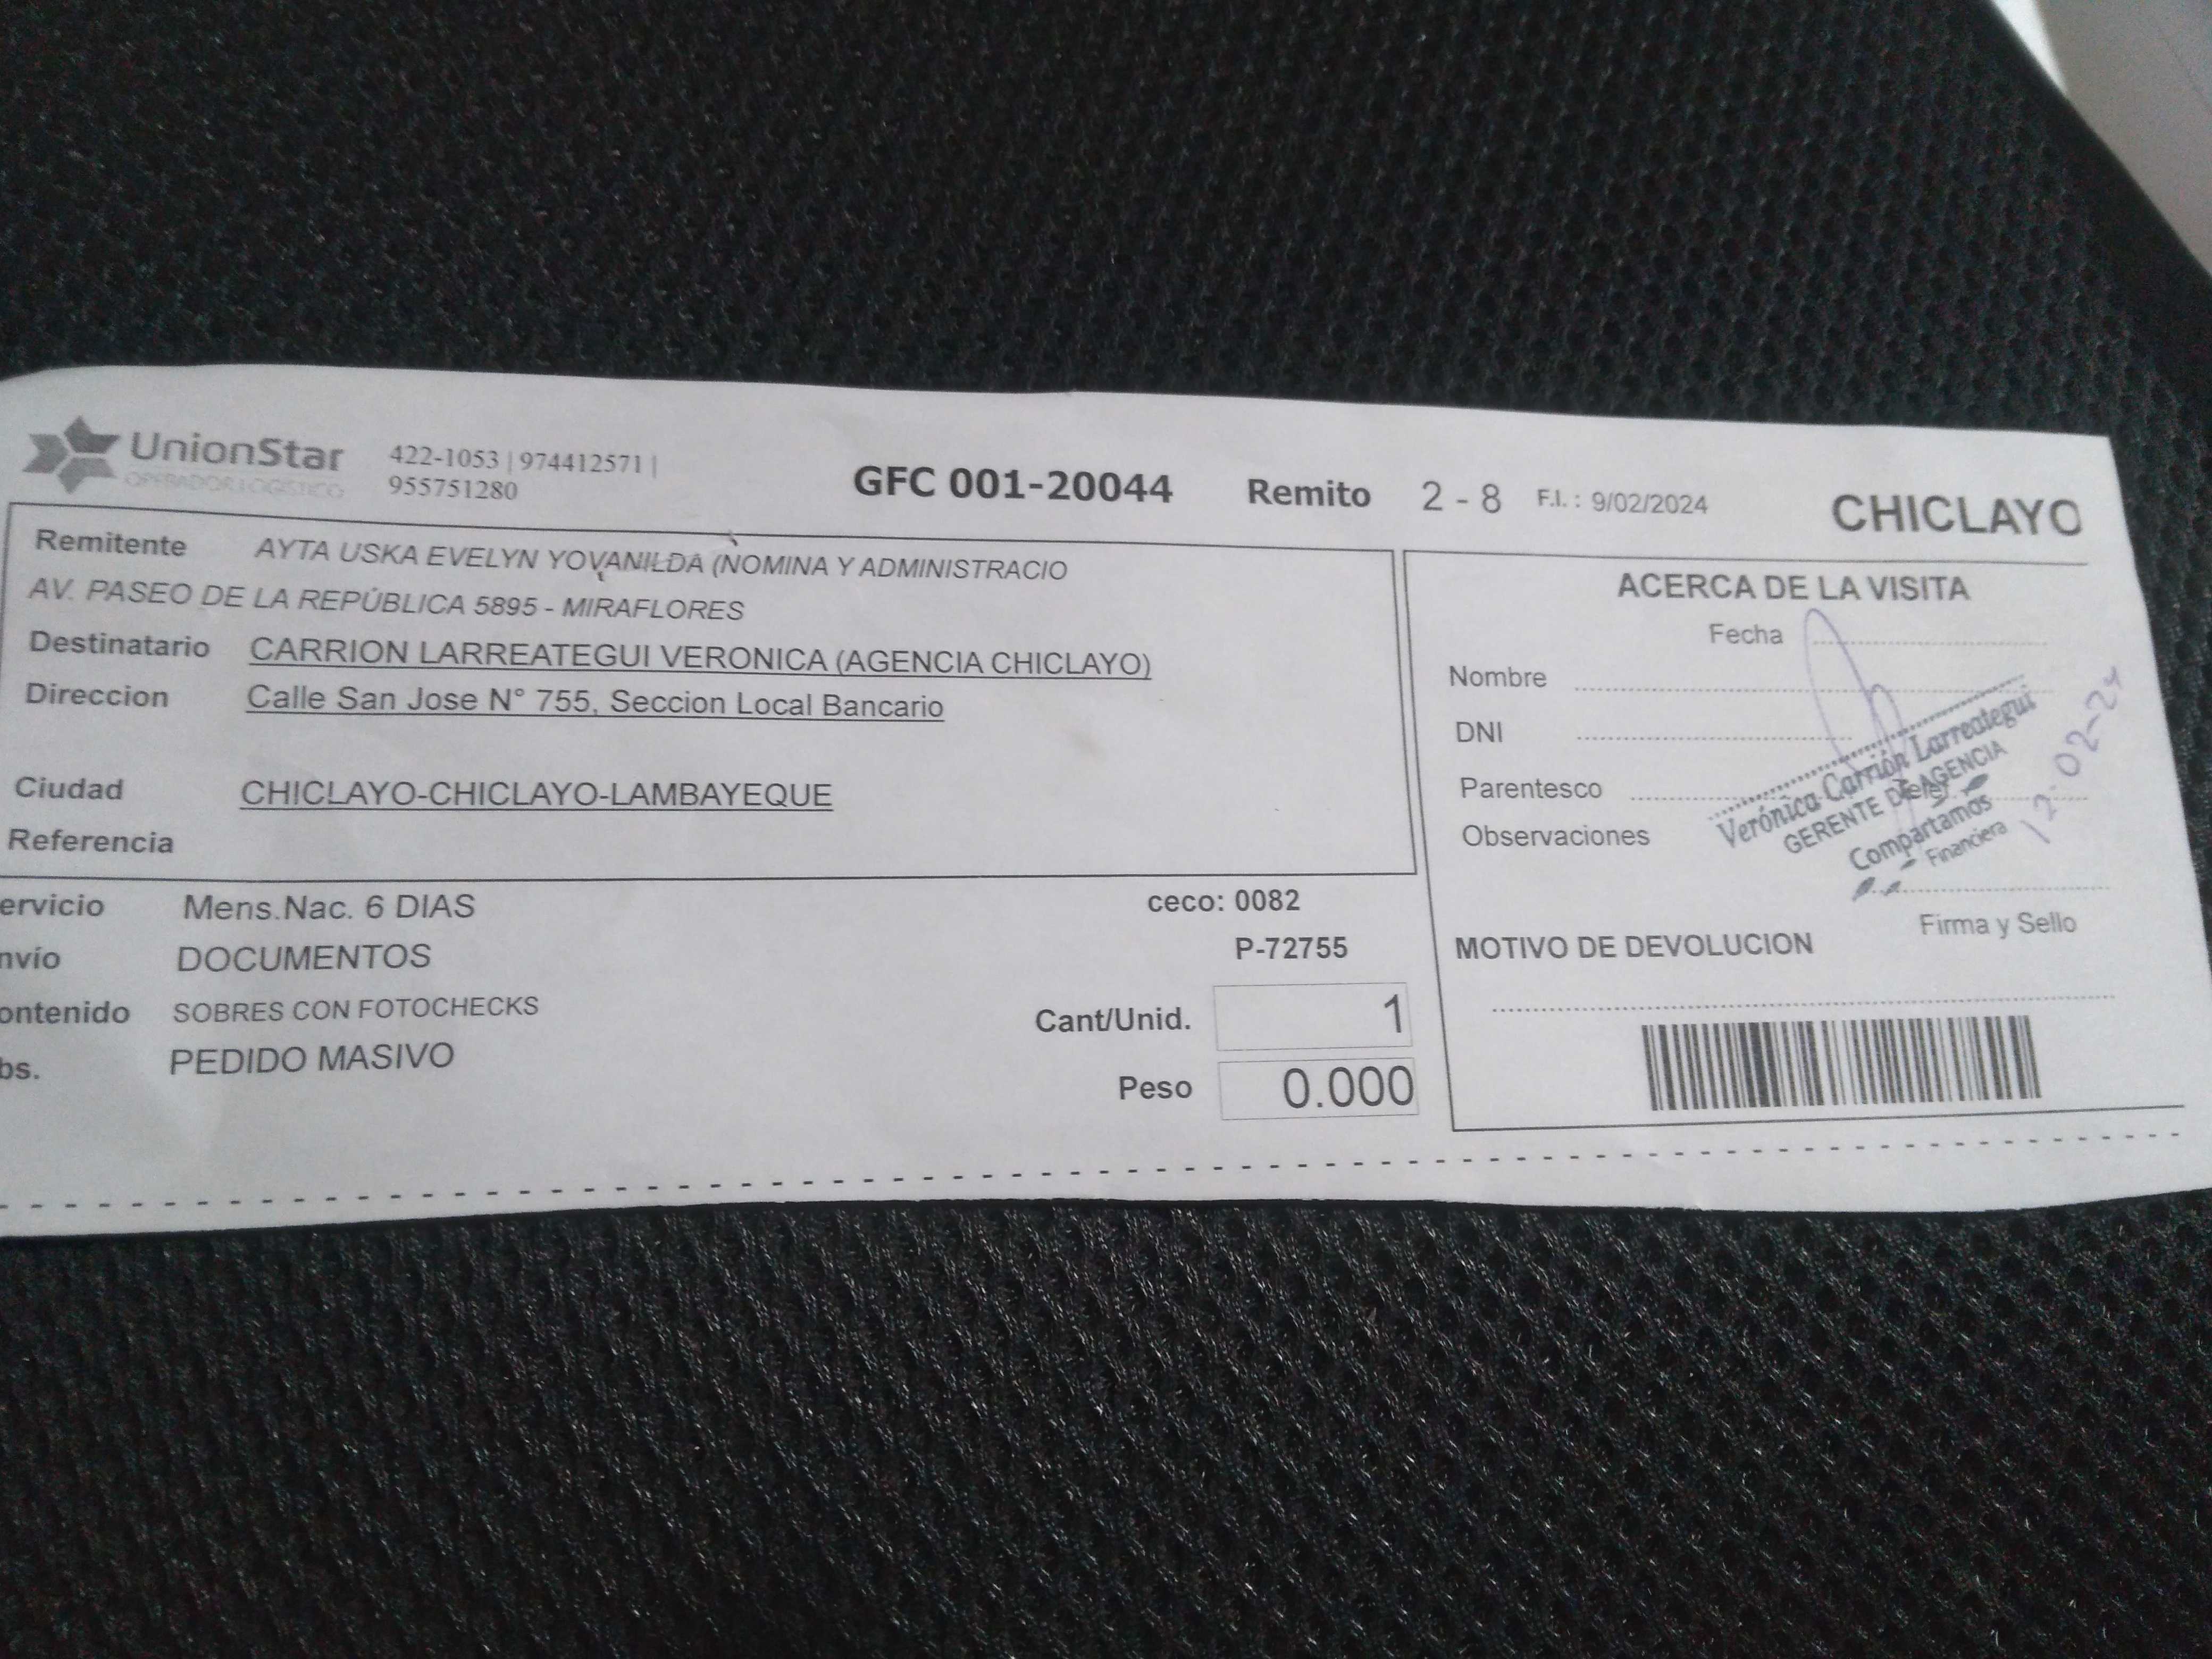 UnionStar
OPERADOR LOGISTICO
422-1053 | 974412571 |
955751280
GFC 001-20044 Remito 2 - 8 F.I. : 9/02/2024 CHICLAYO
Remitente AYTA USKA EVELYN YOVANILDA (NOMINA Y ADMINISTRACIO
AV. PASEO DE LA REPÚBLICA 5895 - MIRAFLORES
Destinatario CARRION LARREATEGUI VERONICA (AGENCIA CHICLAYO)
Direccion Calle San Jose N° 755, Seccion Local Bancario
Ciudad CHICLAYO-CHICLAYO-LAMBAYEQUE
Referencia
ervicio Mens.Nac. 6 DIAS ceco: 0082
nvío DOCUMENTOS P-72755
ontenido SOBRES CON FOTOCHECKS
Cant/Unid. 1
bs. PEDIDO MASIVO
Peso 0.000
ACERCA DE LA VISITA
Fecha
Nombre
DNI
Parentesco
Observaciones
Verónica Carrión Larreategui
GERENTE DE AGENCIA
Compartamos
Financiera
12-02-24
Firma y Sello
MOTIVO DE DEVOLUCION